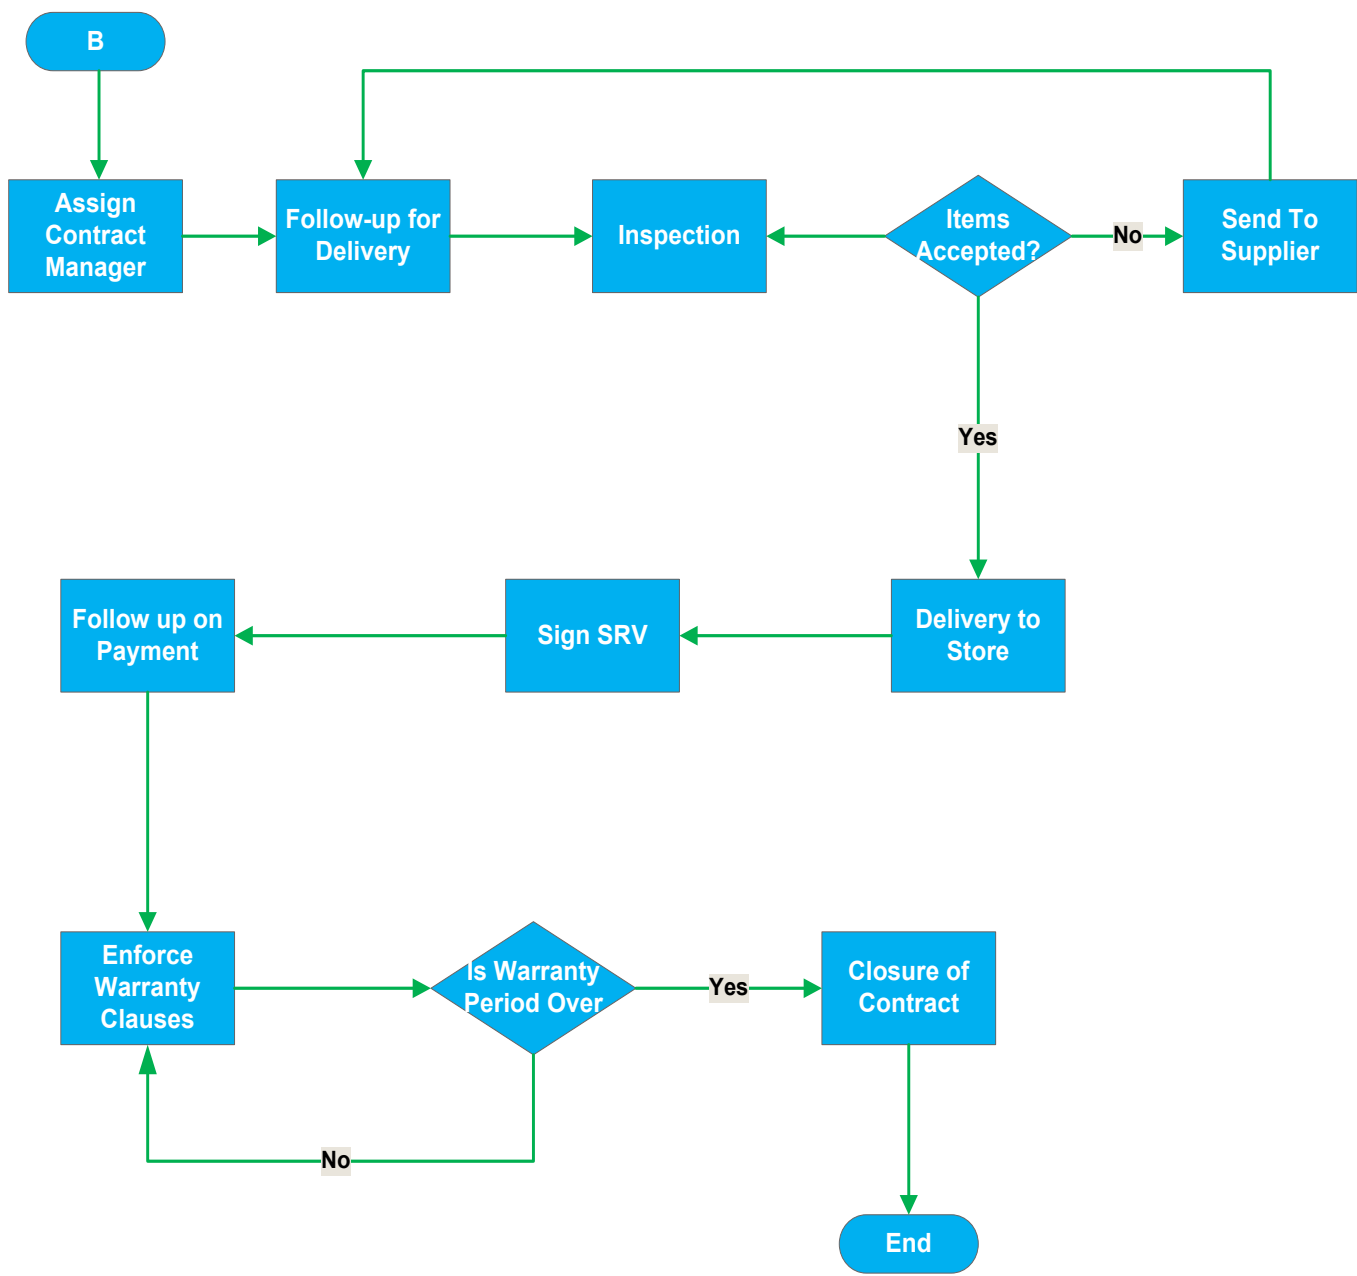 B
Assign
Contract
Manager
Follow-up for
Delivery
Inspection
Items
Accepted?
No
Send To
Supplier
Yes
Follow up on
Payment
Sign SRV
Delivery to
Store
Enforce
Warranty
Clauses
Is Warranty
Period Over
Yes
Closure of
Contract
No
End